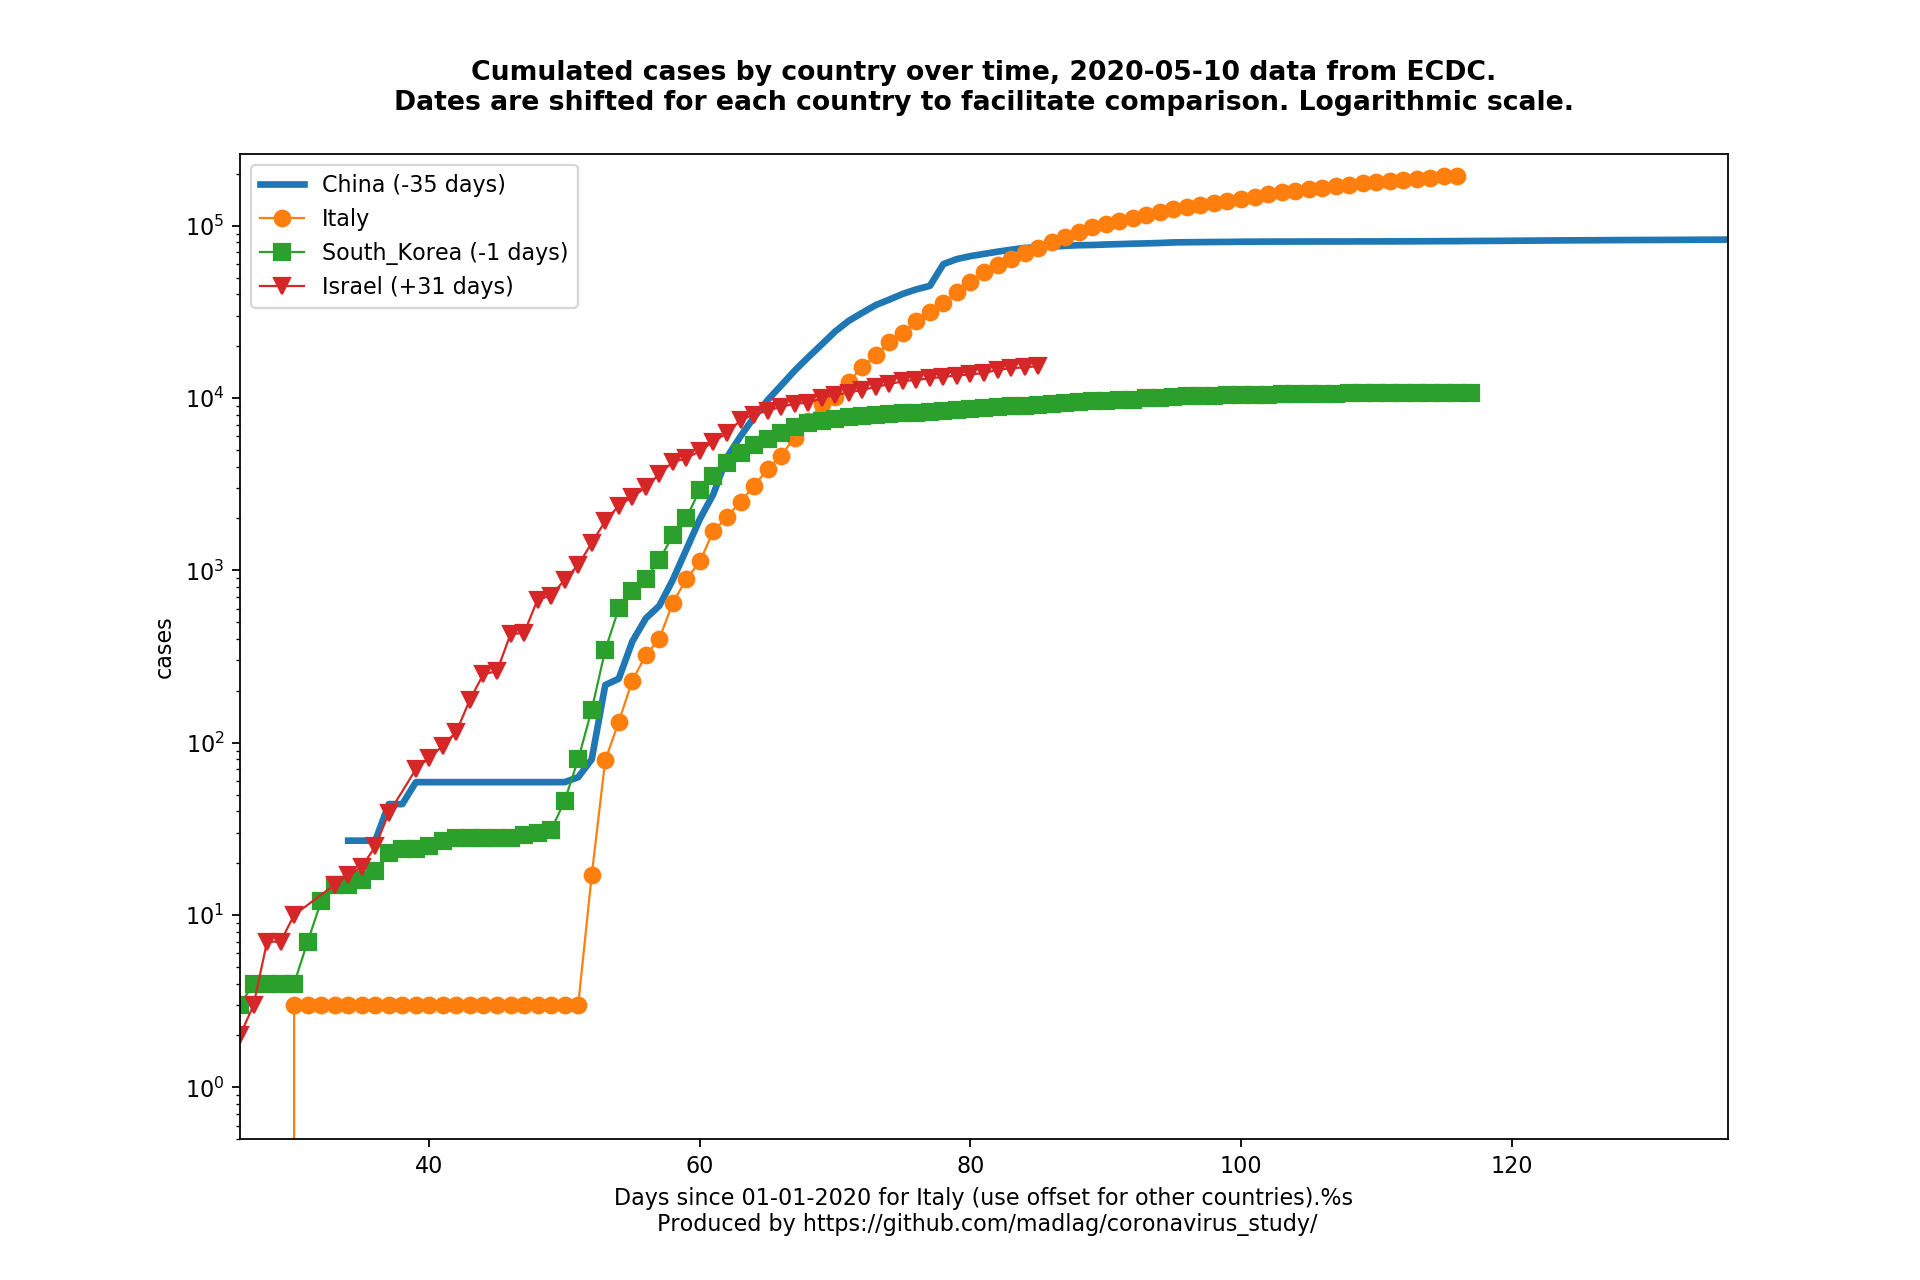 Cumulated cases by country over time, 2020-05-10 data from ECDC.
Dates are shifted for each country to facilitate comparison. Logarithmic scale.
China (-35 days)
Italy
South_Korea (-1 days)
Israel (+31 days)
10^5
10^4
10^3
10^2
10^1
10^0
cases
40 60 80 100 120
Days since 01-01-2020 for Italy (use offset for other countries).%s
Produced by https://github.com/madlag/coronavirus_study/